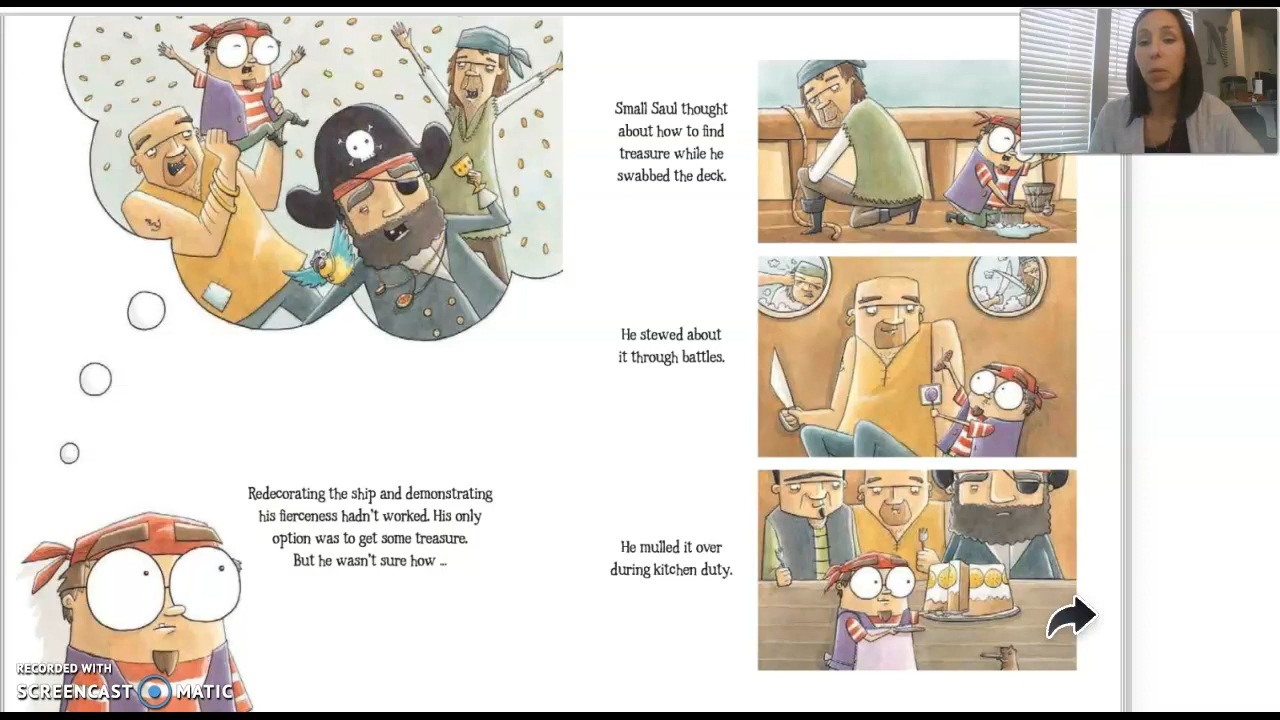 Redecorating the ship and demonstrating
his fierceness hadn't worked. His only
option was to get some treasure.
But he wasn't sure how ...
Small Saul thought
about how to find
treasure while he
swabbed the deck.
He stewed about
it through battles.
He mulled it over
during kitchen duty.
RECORDED WITH
SCREENCAST MATIC